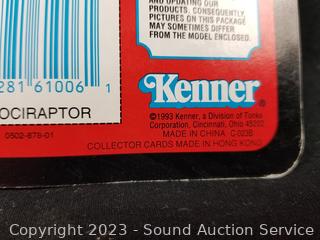 AND UPDATING OUR
PRODUCTS. CONSEQUENTLY,
PICTURES ON THIS PACKAGE
MAY SOMETIMES DIFFER
FROM THE MODEL ENCLOSED.
281 61006 1
OCIRAPTOR
0502-878-01
Kenner®
©1993 Kenner, a Division of Tonka
Corporation, Cincinnati, Ohio 45202
MADE IN CHINA C-023B
COLLECTOR CARDS MADE IN HONG KONG
Copyright 2023 - Sound Auction Service